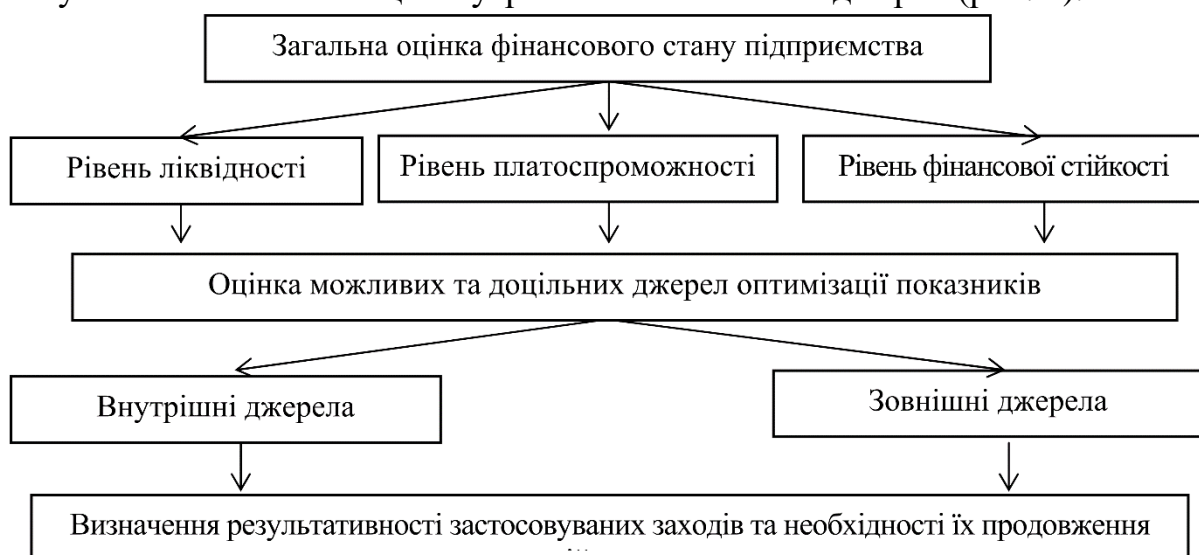 Загальна оцінка фінансового стану підприємства
Рівень ліквідності
Рівень платоспроможності
Рівень фінансової стійкості
Оцінка можливих та доцільних джерел оптимізації показників
Внутрішні джерела
Зовнішні джерела
Визначення результативності застосовуваних заходів та необхідності їх продовження